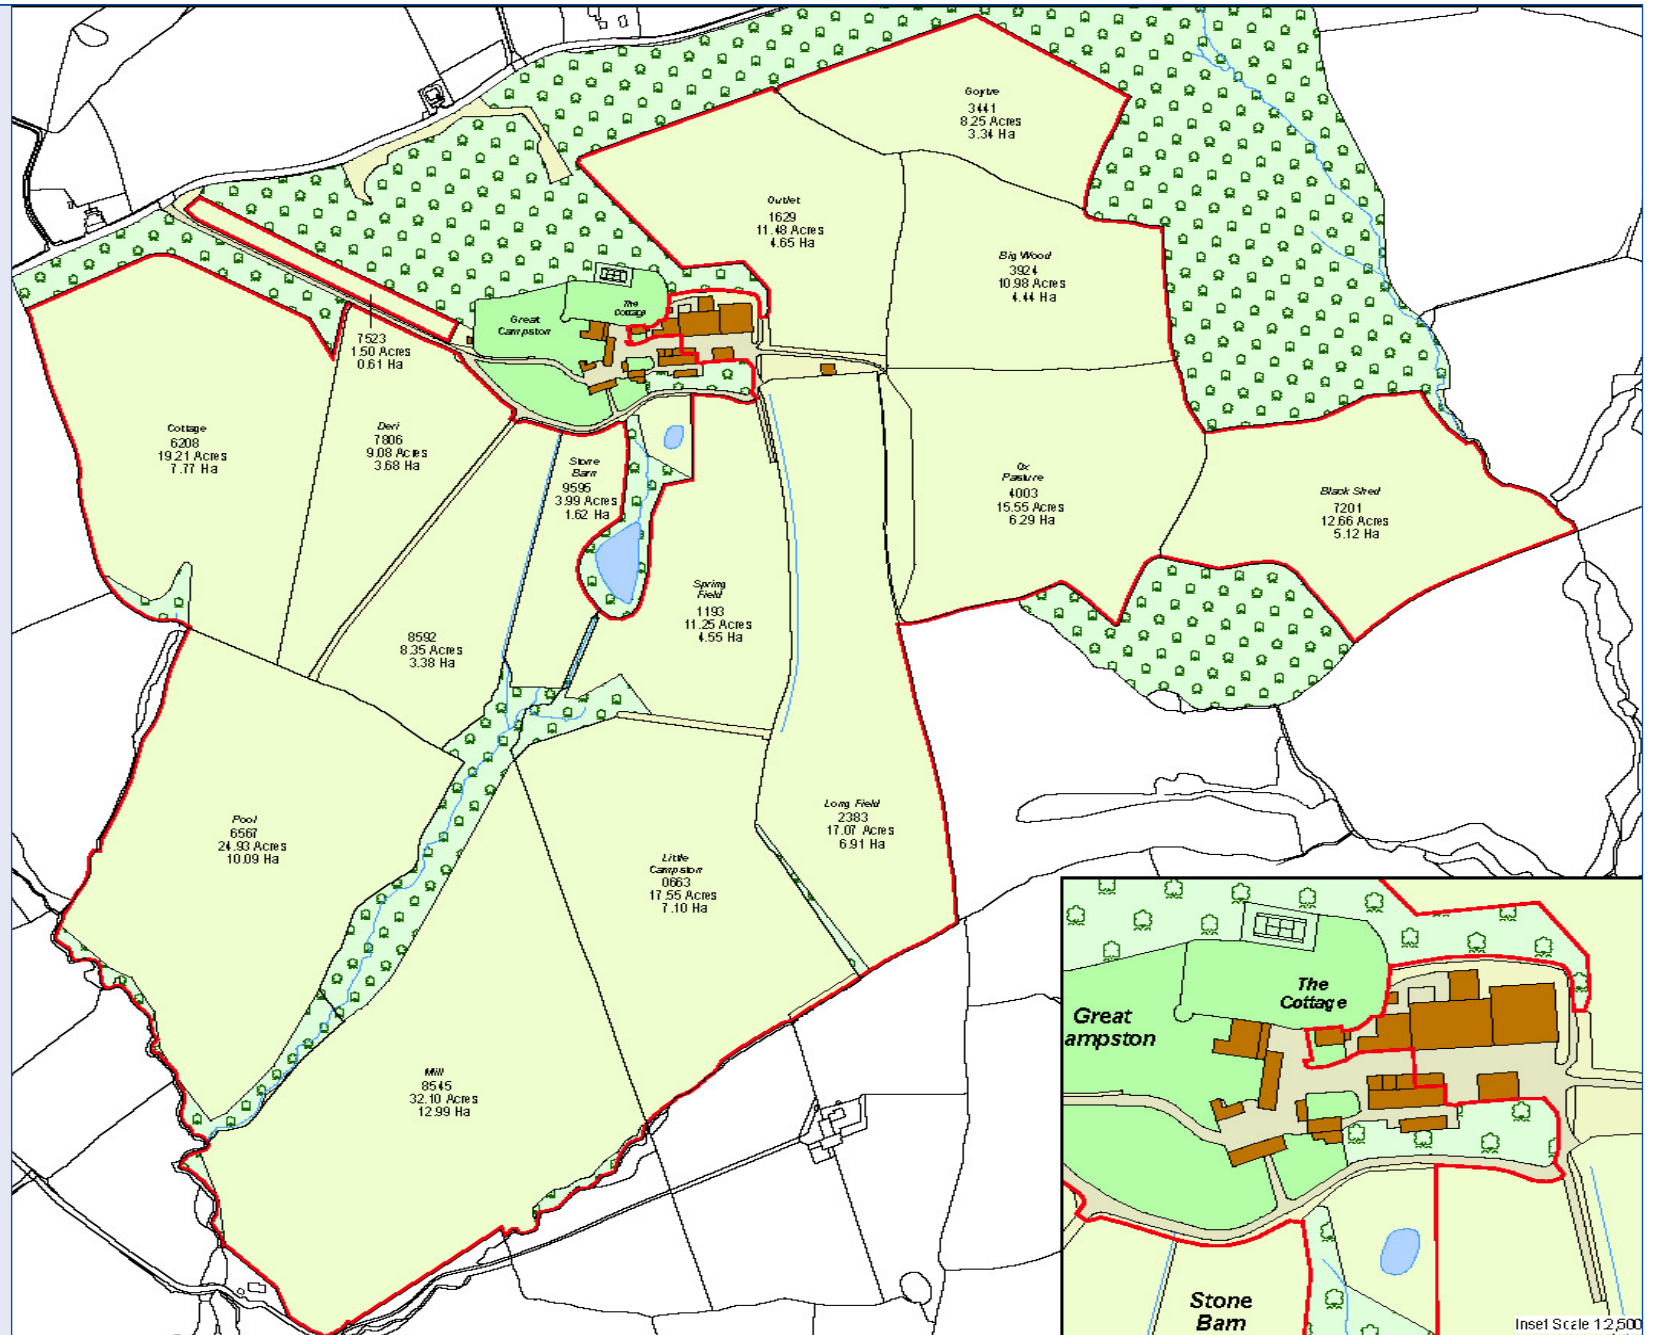 Goytre
3441
8.25 Acres
3.34 Ha
Outlet
1629
11.48 Acres
4.65 Ha
Big Wood
3924
10.98 Acres
4.44 Ha
The
Cottage
Great
Campston
7523
1.50 Acres
0.61 Ha
Cottage
6208
19.21 Acres
7.77 Ha
Deri
7806
9.08 Acres
3.68 Ha
Stone
Barn
9595
3.99 Acres
1.62 Ha
Ox
Pasture
4003
15.55 Acres
6.29 Ha
Black Shed
7201
12.66 Acres
5.12 Ha
Spring
Field
1193
11.25 Acres
4.55 Ha
8592
8.35 Acres
3.38 Ha
Pool
6567
24.93 Acres
10.09 Ha
Long Field
2383
17.07 Acres
6.91 Ha
Little
Campston
0663
17.55 Acres
7.10 Ha
Mill
8545
32.10 Acres
12.99 Ha
The
Cottage
Great
ampston
Stone
Barn
Inset Scale 1:2,500